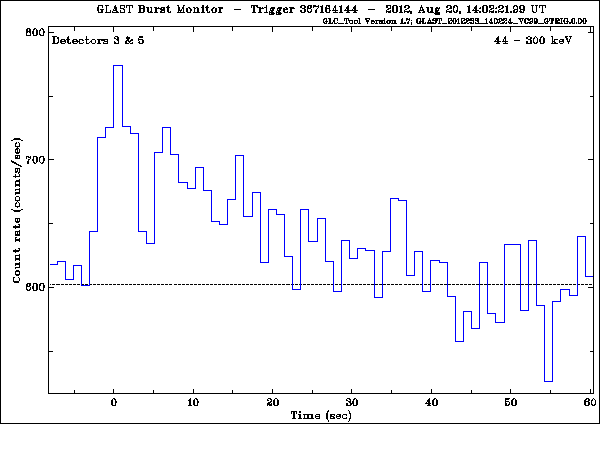 GLAST Burst Monitor - Trigger 367164144 - 2012, Aug 20, 14:02:21.39 UT
GLC_Tool Version 1.7; GLAST_2012233_140224_VC09_GTRIG.0.00
Detectors 3 & 5
44 - 300 keV
800
700
600
Count rate (counts/sec)
0 10 20 30 40 50 60
Time (sec)